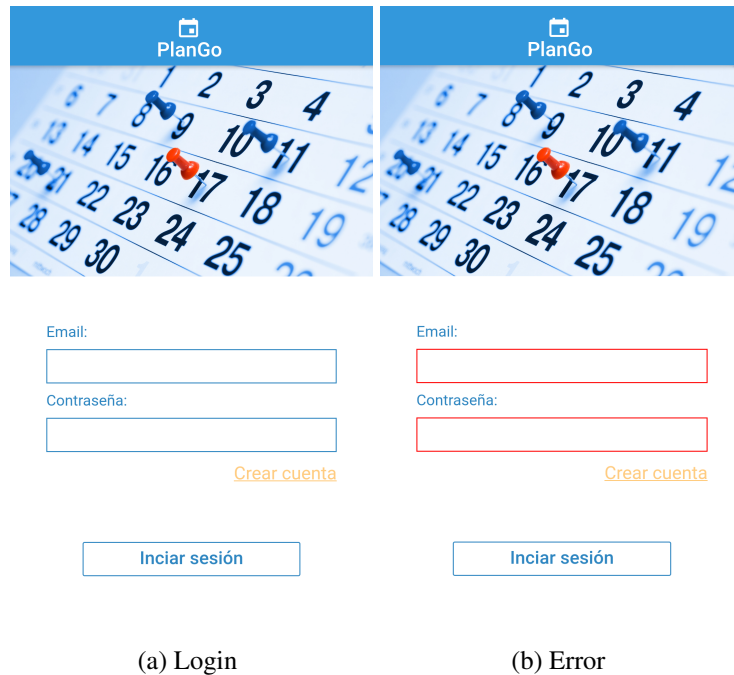 PlanGo
1 2 3 4
6 7 8 9 10 11
13 14 15 16 17 18 19
20 21 22 23 24 25
28 29 30
Email:
Contraseña:
Crear cuenta
Inciar sesión
(a) Login
PlanGo
1 2 3 4
6 7 8 9 10 11 12
13 14 15 16 17 18 19
20 21 22 23 24 25
28 29 30
Email:
Contraseña:
Crear cuenta
Inciar sesión
(b) Error